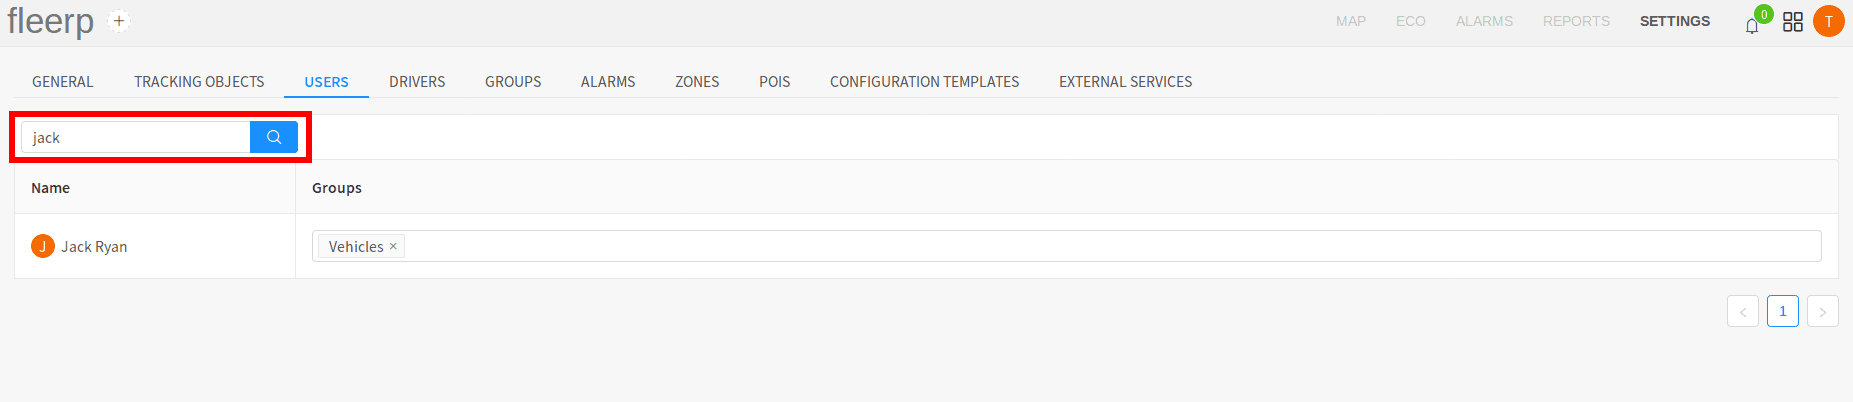 fleerp +
MAP ECO ALARMS REPORTS SETTINGS 0 T
GENERAL TRACKING OBJECTS USERS DRIVERS GROUPS ALARMS ZONES POIS CONFIGURATION TEMPLATES EXTERNAL SERVICES
jack
Name Groups
J Jack Ryan Vehicles ×
< 1 >